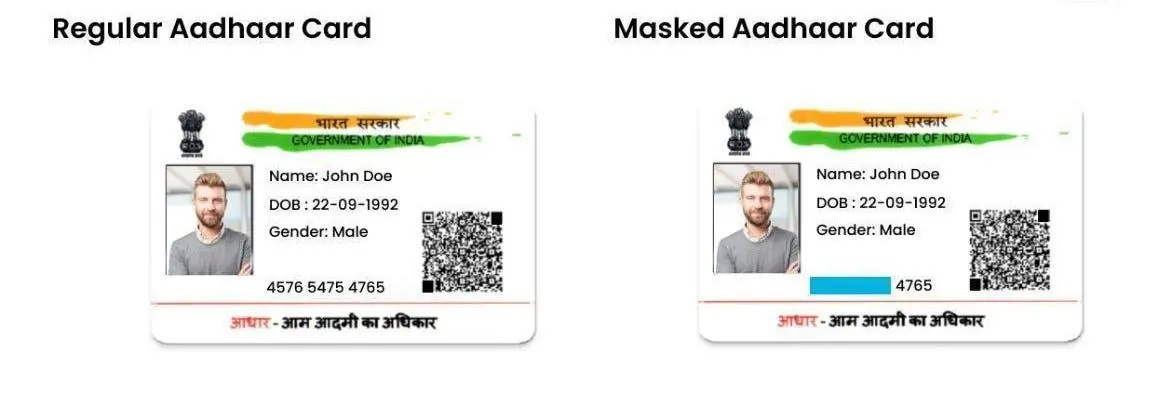 Regular Aadhaar Card
भारत सरकार
GOVERNMENT OF INDIA
Name: John Doe
DOB : 22-09-1992
Gender: Male
4576 5475 4765
आधार - आम आदमी का अधिकार
Masked Aadhaar Card
भारत सरकार
GOVERNMENT OF INDIA
Name: John Doe
DOB : 22-09-1992
Gender: Male
4765
आधार - आम आदमी का अधिकार